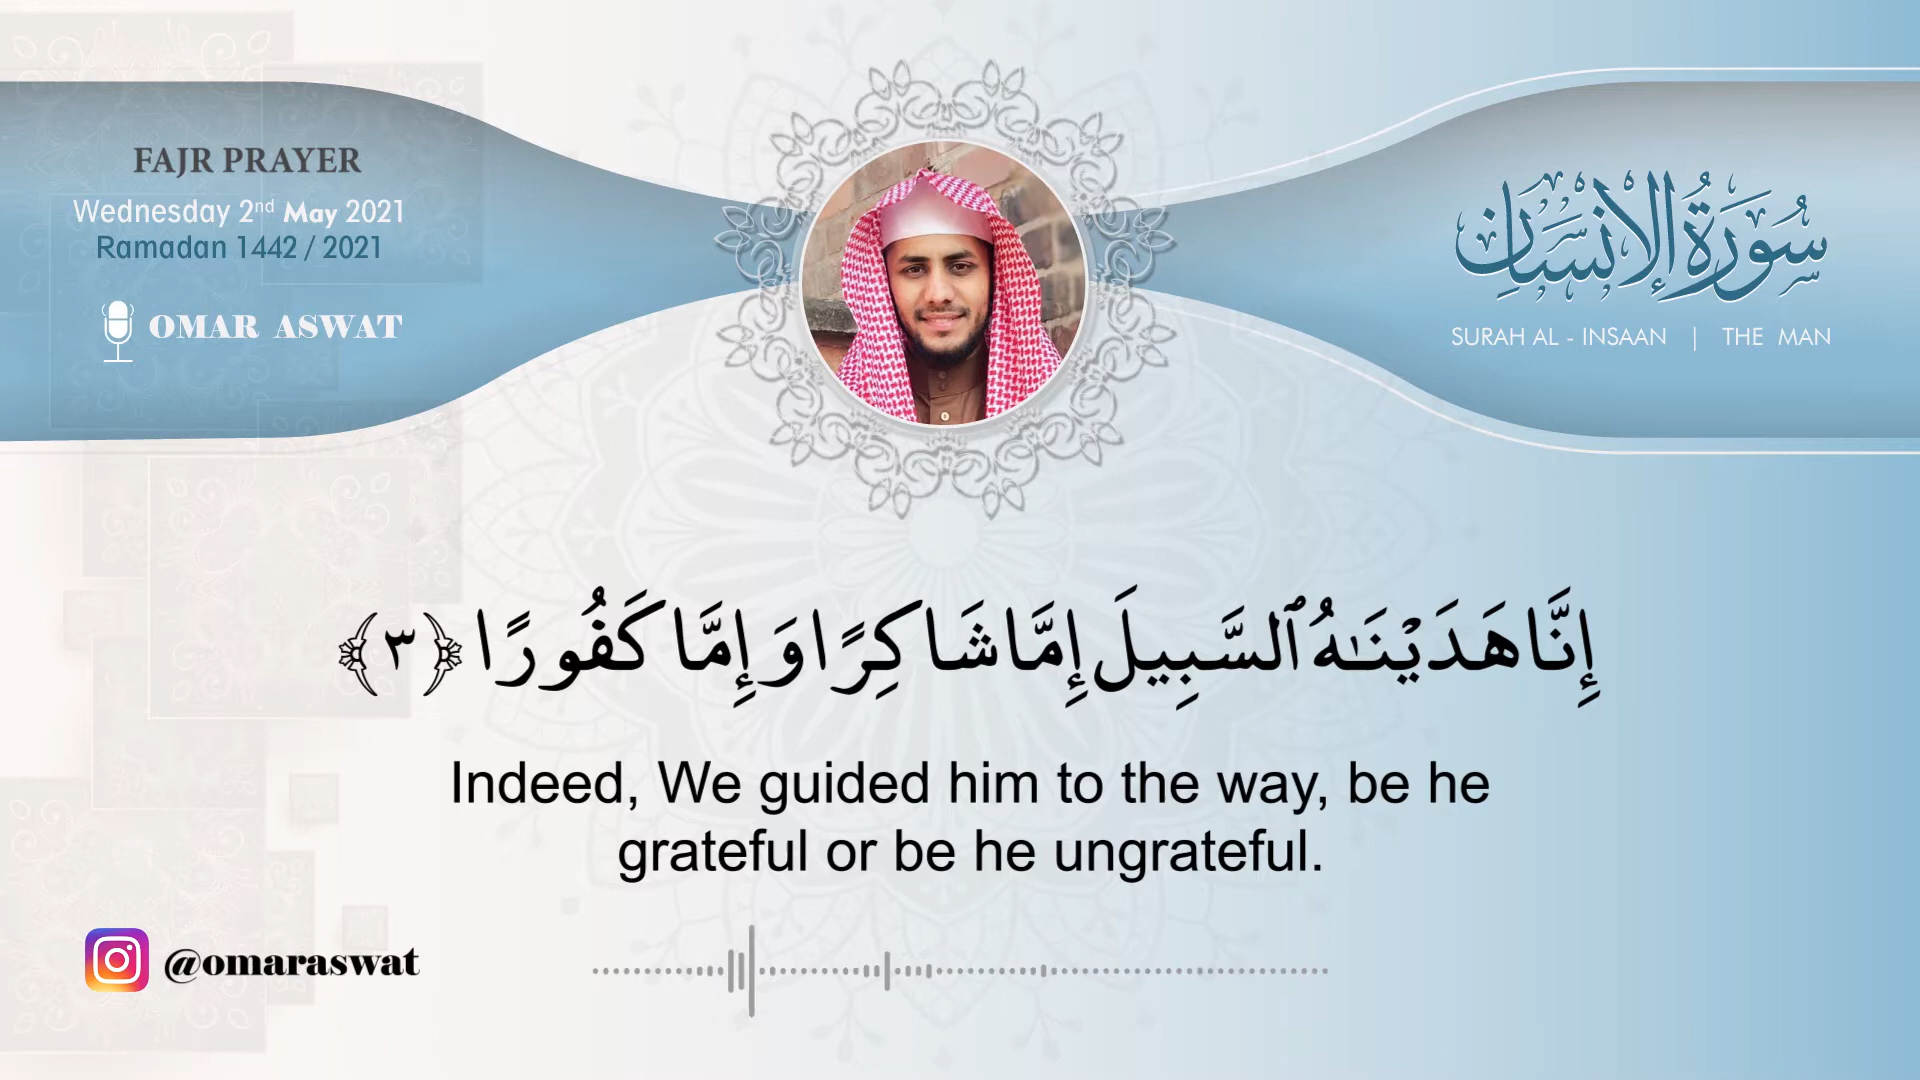 FAJR PRAYER
Wednesday 2nd May 2021
Ramadan 1442 / 2021
OMAR ASWAT
سُورَةُ الإِنسَانِ
SURAH AL - INSAAN | THE MAN
إِنَّا هَدَيْنَـٰهُ ٱلسَّبِيلَ إِمَّا شَاكِرًا وَإِمَّا كَفُورًا ﴿٣﴾
Indeed, We guided him to the way, be he
grateful or be he ungrateful.
@omaraswat